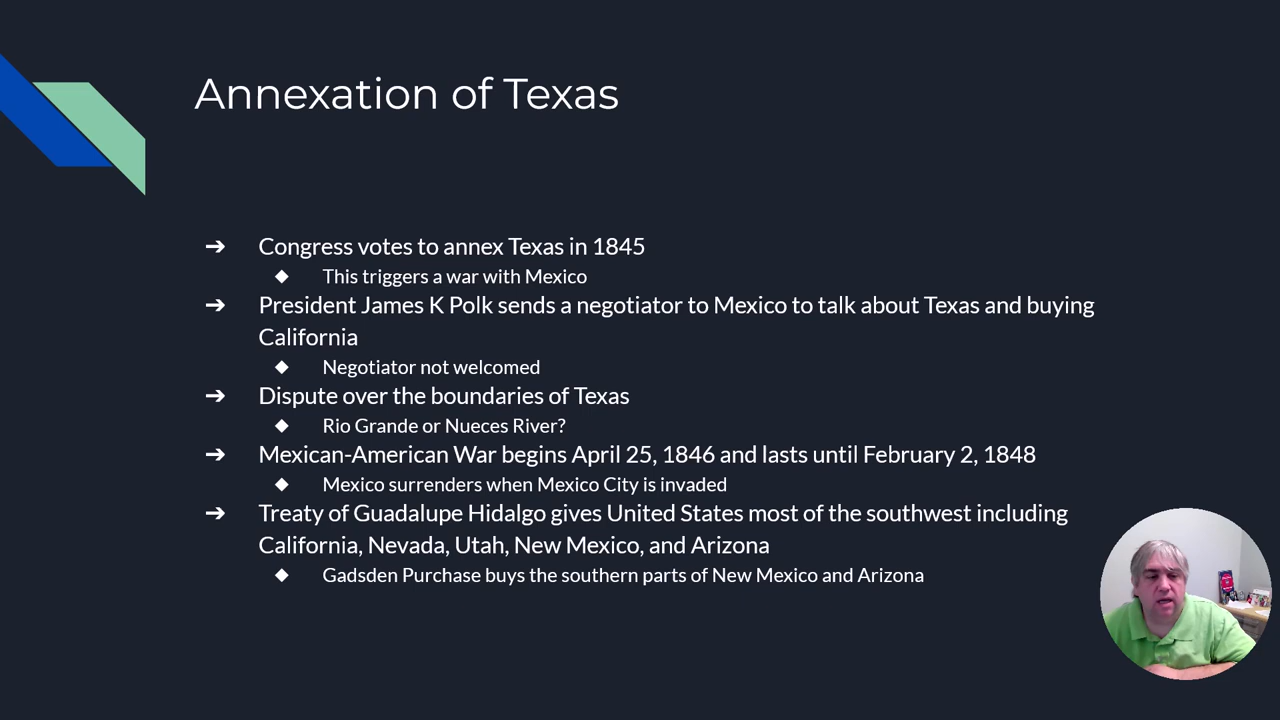 Annexation of Texas
➔ Congress votes to annex Texas in 1845
◆ This triggers a war with Mexico
➔ President James K Polk sends a negotiator to Mexico to talk about Texas and buying
California
◆ Negotiator not welcomed
➔ Dispute over the boundaries of Texas
◆ Rio Grande or Nueces River?
➔ Mexican-American War begins April 25, 1846 and lasts until February 2, 1848
◆ Mexico surrenders when Mexico City is invaded
➔ Treaty of Guadalupe Hidalgo gives United States most of the southwest including
California, Nevada, Utah, New Mexico, and Arizona
◆ Gadsden Purchase buys the southern parts of New Mexico and Arizona